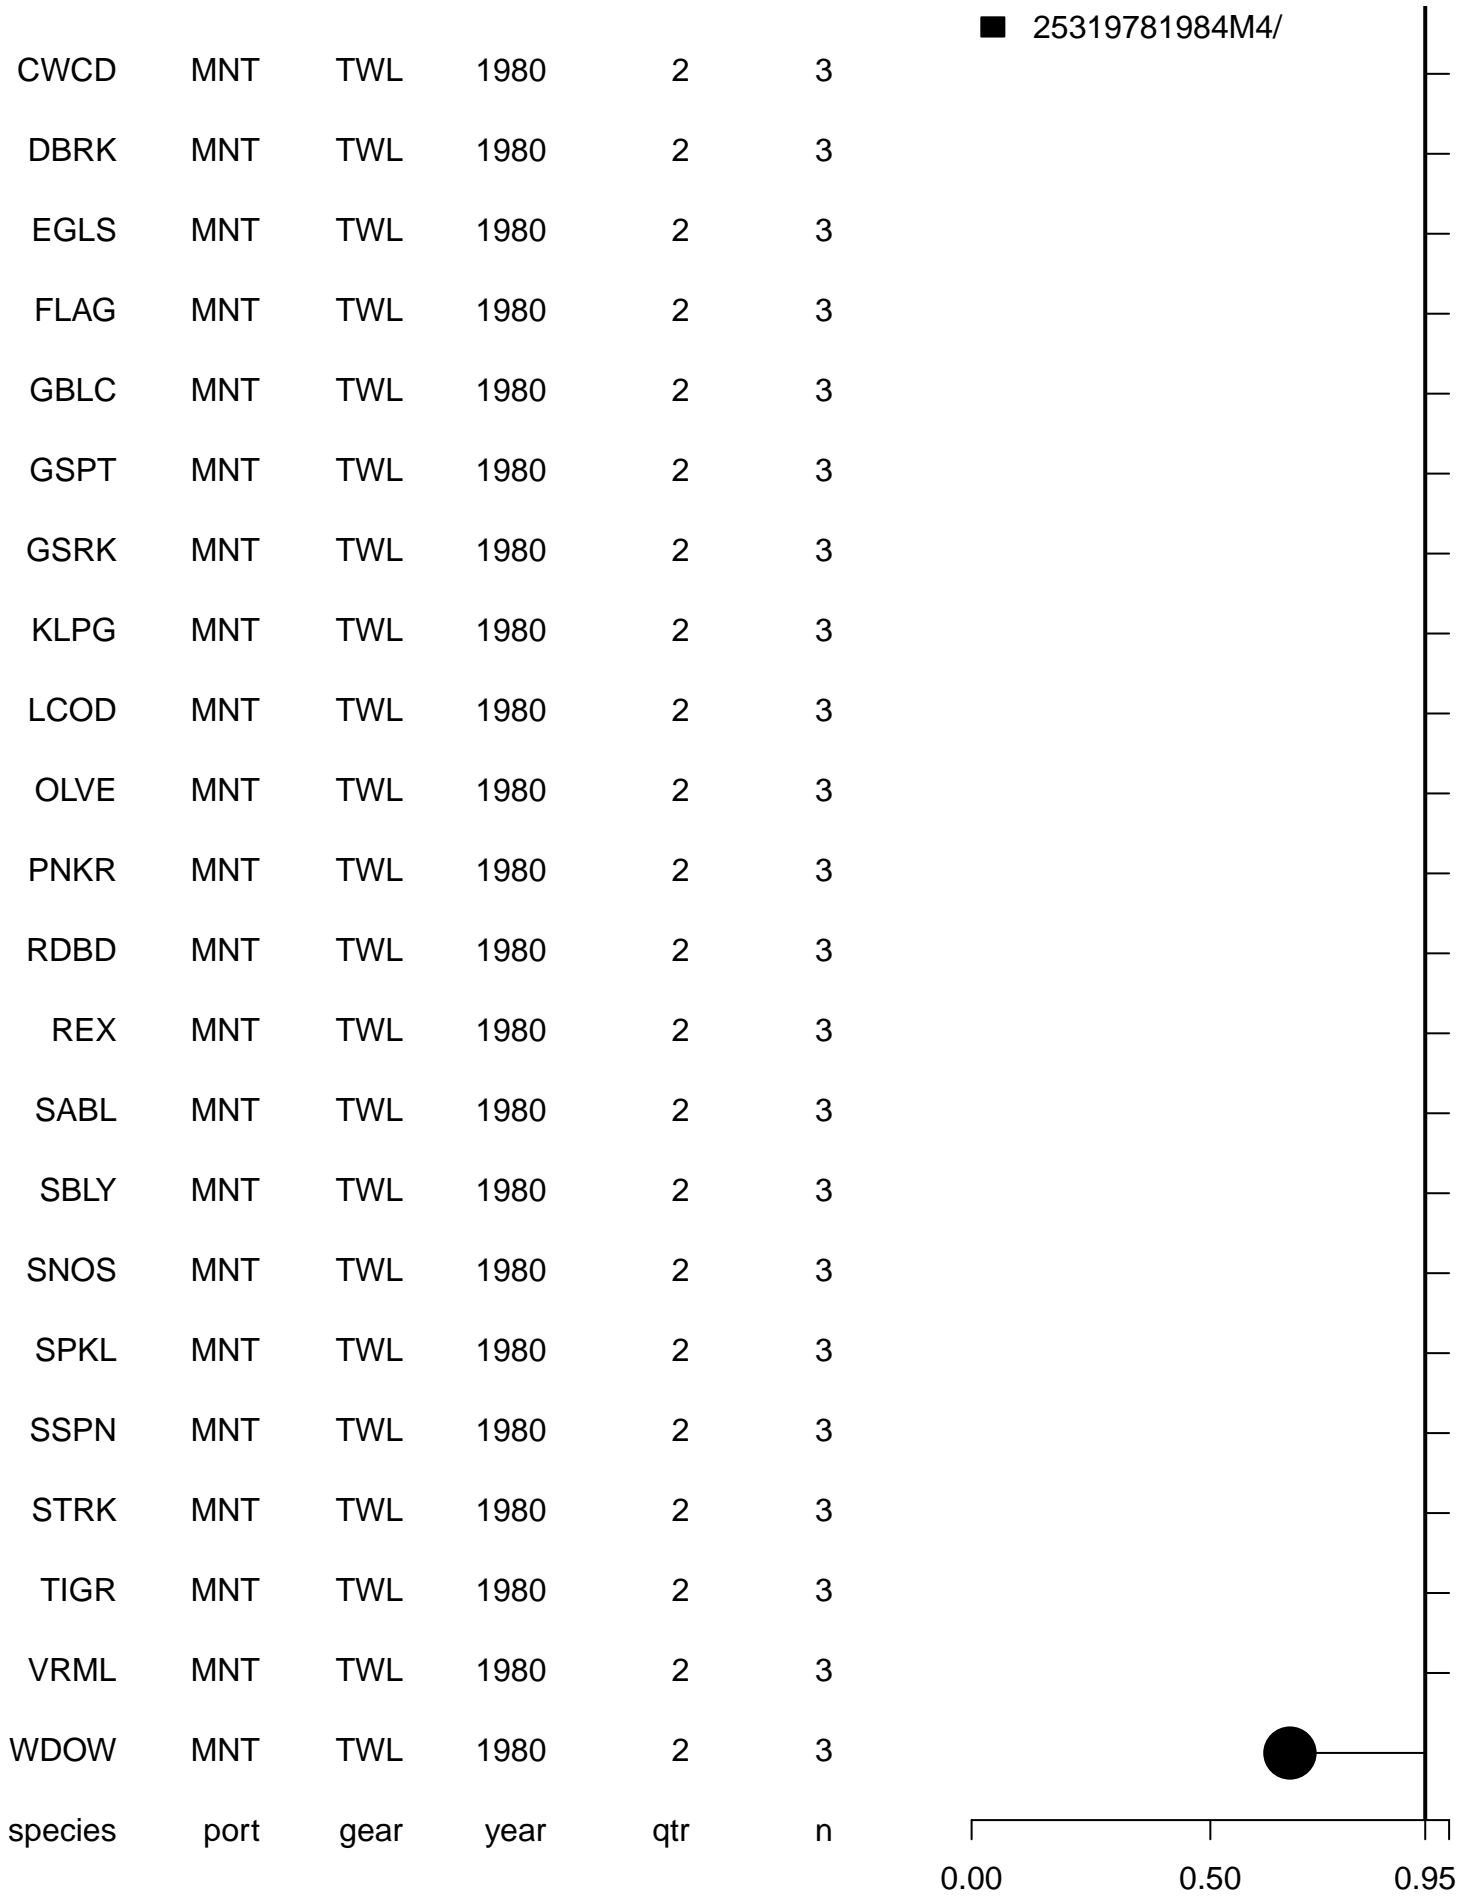 25319781984M4/
CWCD MNT TWL 1980 2 3
DBRK MNT TWL 1980 2 3
EGLS MNT TWL 1980 2 3
FLAG MNT TWL 1980 2 3
GBLC MNT TWL 1980 2 3
GSPT MNT TWL 1980 2 3
GSRK MNT TWL 1980 2 3
KLPG MNT TWL 1980 2 3
LCOD MNT TWL 1980 2 3
OLVE MNT TWL 1980 2 3
PNKR MNT TWL 1980 2 3
RDBD MNT TWL 1980 2 3
REX MNT TWL 1980 2 3
SABL MNT TWL 1980 2 3
SBLY MNT TWL 1980 2 3
SNOS MNT TWL 1980 2 3
SPKL MNT TWL 1980 2 3
SSPN MNT TWL 1980 2 3
STRK MNT TWL 1980 2 3
TIGR MNT TWL 1980 2 3
VRML MNT TWL 1980 2 3
WDOW MNT TWL 1980 2 3
species port gear year qtr n
0.00 0.50 0.95